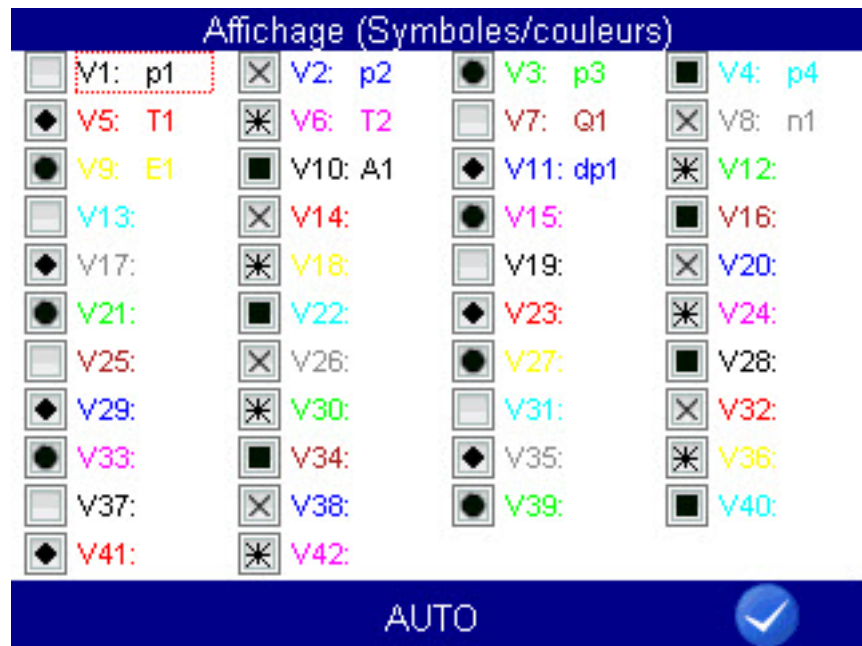 Affichage (Symboles/couleurs)
V1: p1 V2: p2 V3: p3 V4: p4
V5: T1 V6: T2 V7: Q1 V8: n1
V9: E1 V10: A1 V11: dp1 V12:
V13: V14: V15: V16:
V17: V18: V19: V20:
V21: V22: V23: V24:
V25: V26: V27: V28:
V29: V30: V31: V32:
V33: V34: V35: V36:
V37: V38: V39: V40:
V41: V42:
AUTO